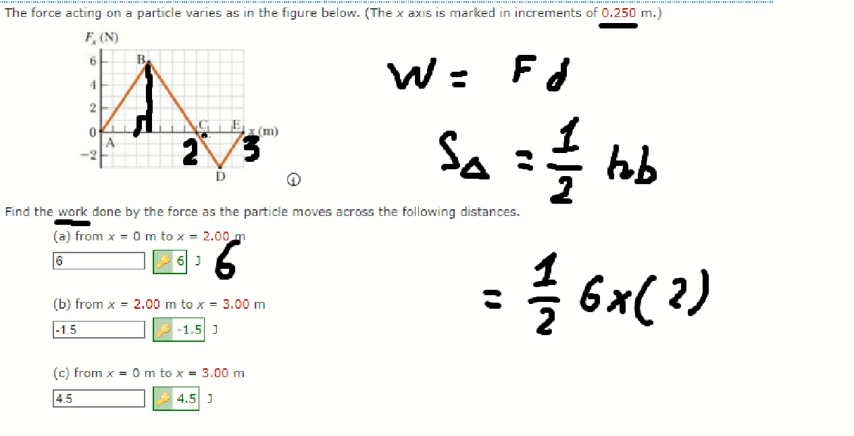 The force acting on a particle varies as in the figure below. (The x axis is marked in increments of 0.250 m.)
Fx (N)
6
B
4
2
0
A
C
E
x (m)
-2
2
3
D
W = Fd
S△ = 1/2 hb
= 1/2 6x(2)
Find the work done by the force as the particle moves across the following distances.
(a) from x = 0 m to x = 2.00 m
6
6 J
6
(b) from x = 2.00 m to x = 3.00 m
-1.5
-1.5 J
(c) from x = 0 m to x = 3.00 m
4.5
4.5 J